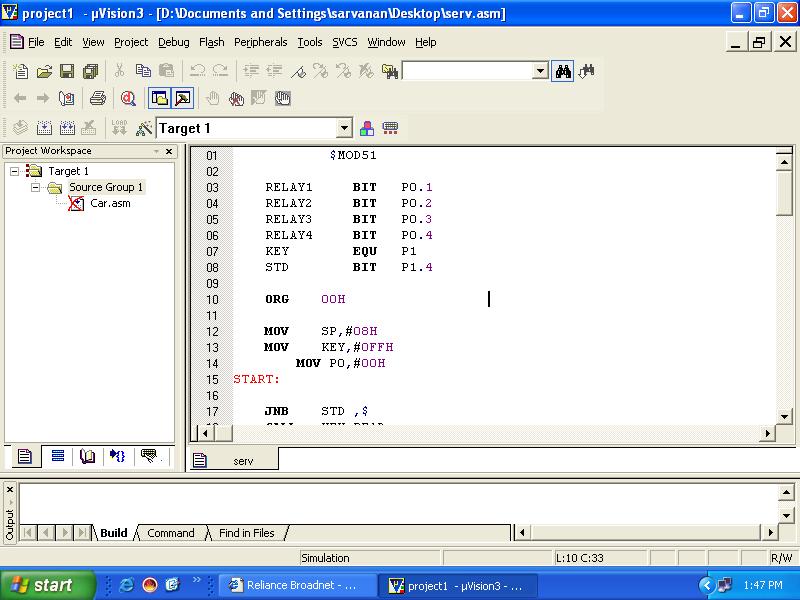 project1 - µVision3 - [D:\Documents and Settings\sarvanan\Desktop\serv.asm]
File Edit View Project Debug Flash Peripherals Tools SVCS Window Help
LOAD
Target 1
Project Workspace
Target 1
Source Group 1
Car.asm
01 $MOD51
02
03 RELAY1 BIT P0.1
04 RELAY2 BIT P0.2
05 RELAY3 BIT P0.3
06 RELAY4 BIT P0.4
07 KEY EQU P1
08 STD BIT P1.4
09
10 ORG 00H
11
12 MOV SP,#08H
13 MOV KEY,#0FFH
14 MOV P0,#00H
15 START:
16
17 JNB STD ,$
serv
Output
Build Command Find in Files
Simulation L:10 C:33 R/W
start Reliance Broadnet - ... project1 - µVision3 - ... 1:47 PM